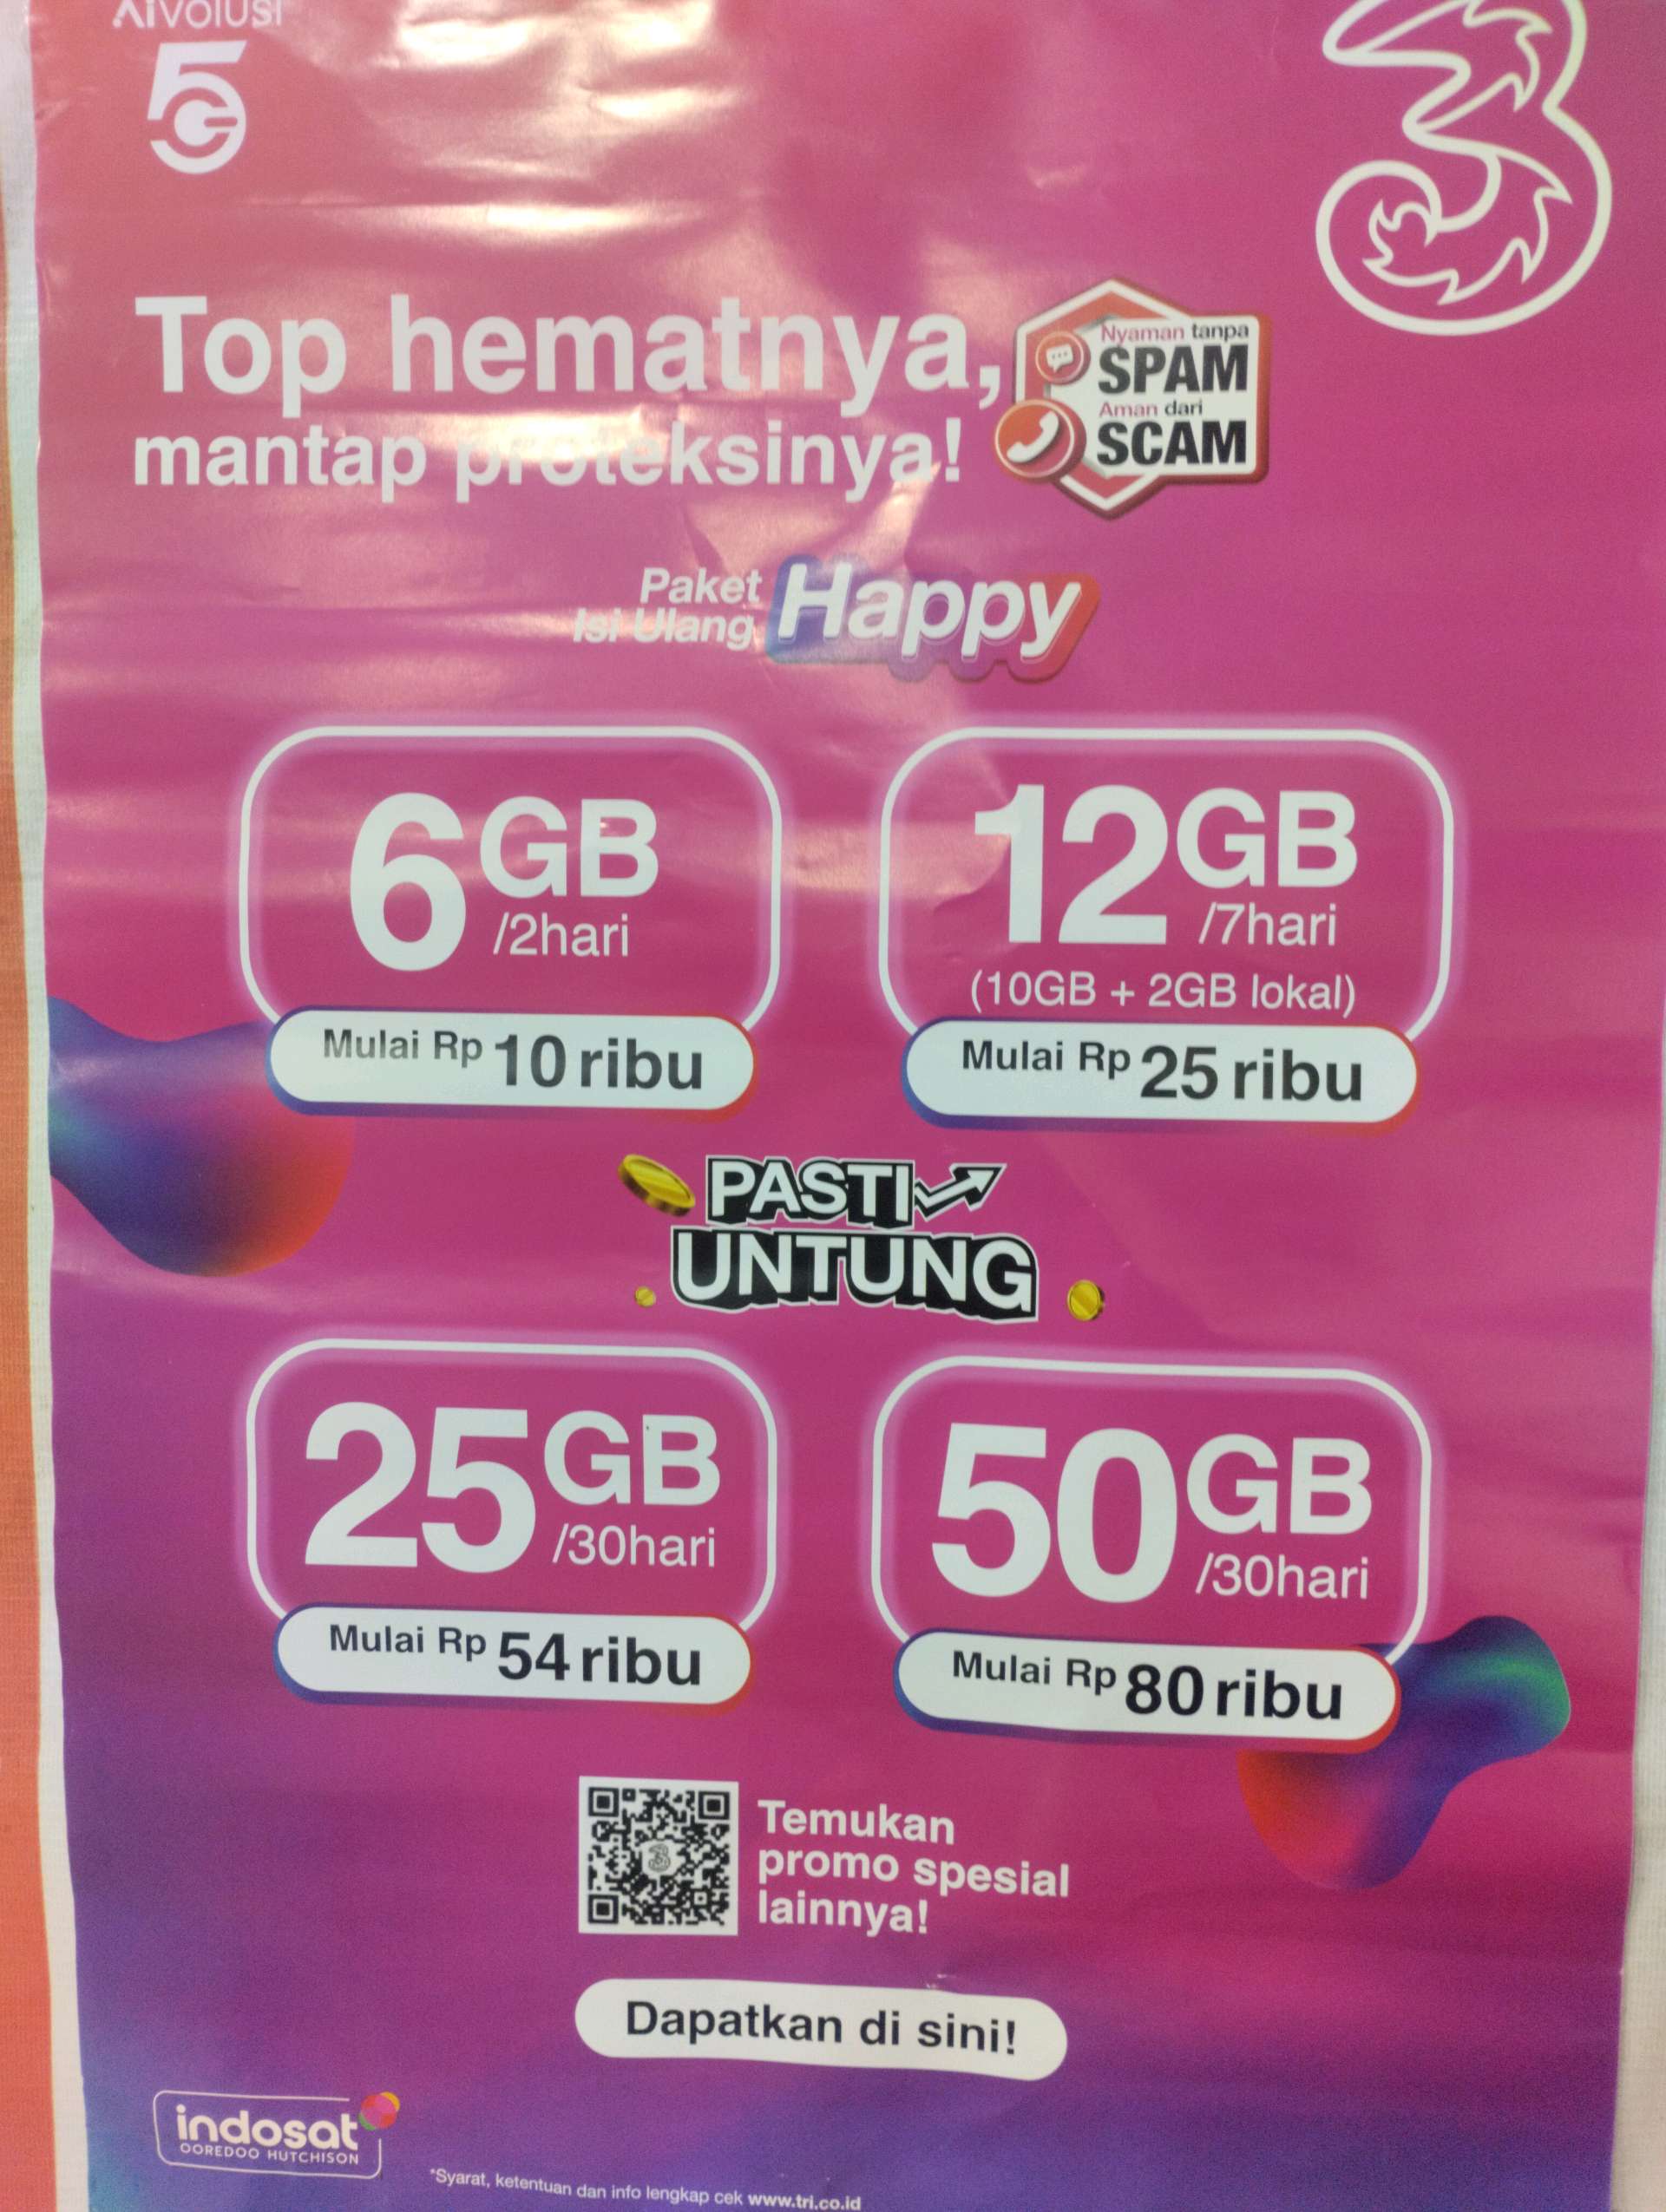 AIVOLUSI
5G
3
Top hematnya,
mantap proteksinya!
Nyaman tanpa
SPAM
Aman dari
SCAM
Paket
Isi Ulang
Happy
6GB
/2hari
Mulai Rp 10 ribu
12GB
/7hari
(10GB + 2GB lokal)
Mulai Rp 25 ribu
PASTI
UNTUNG
25GB
/30hari
Mulai Rp 54 ribu
50GB
/30hari
Mulai Rp 80 ribu
3
Temukan
promo spesial
lainnya!
Dapatkan di sini!
indosat
OOREDOO HUTCHISON
*Syarat, ketentuan dan info lengkap cek www.tri.co.id